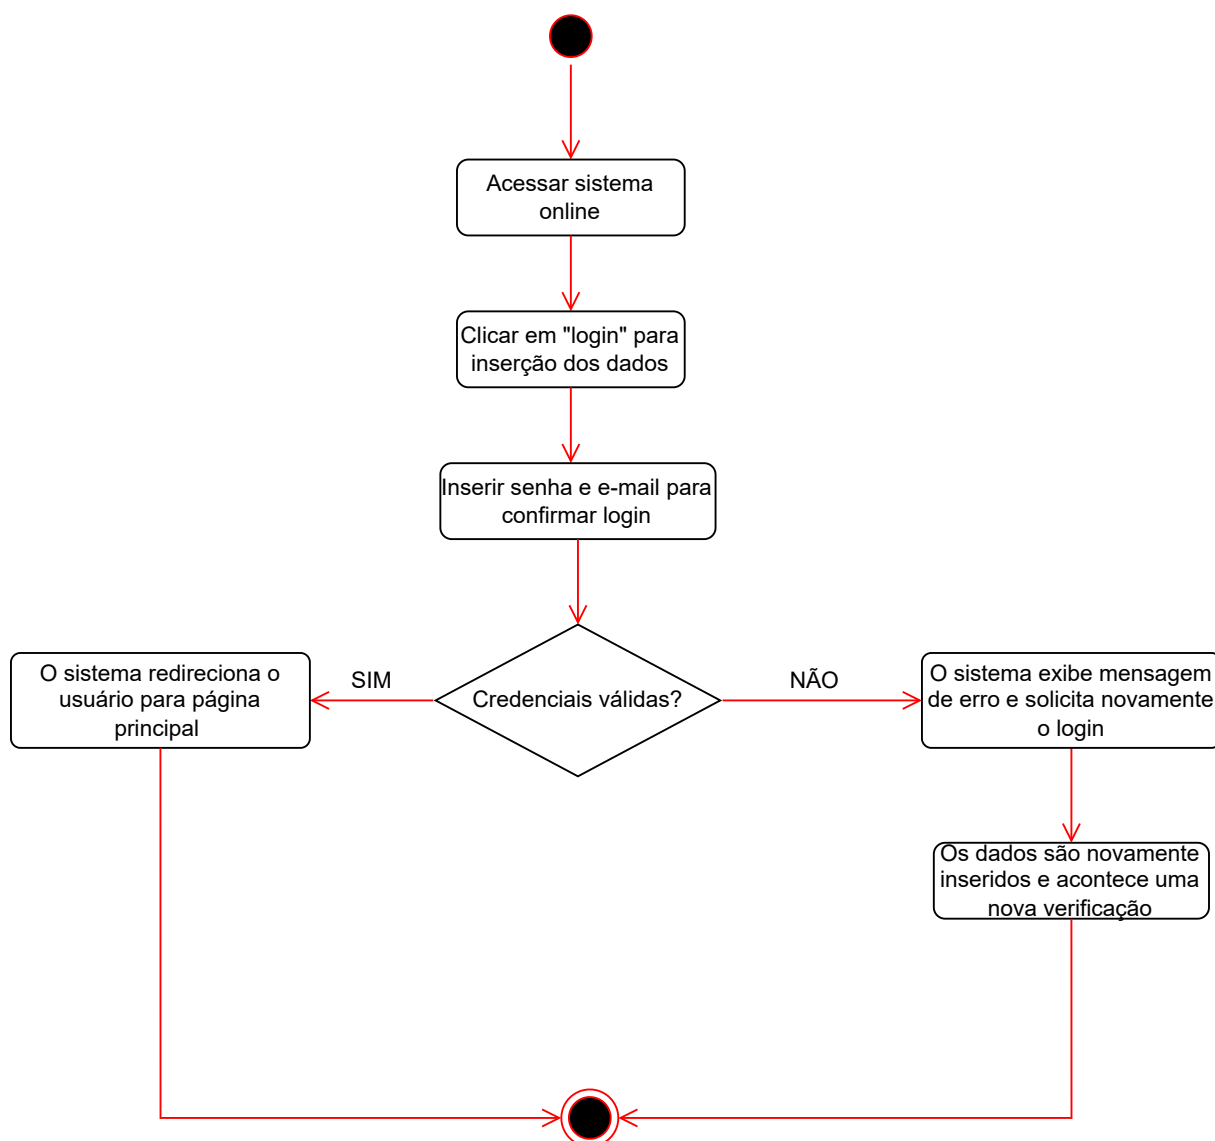 Acessar sistema
online
Clicar em "login" para
inserção dos dados
Inserir senha e e-mail para
confirmar login
O sistema redireciona o
usuário para página
principal
SIM
Credenciais válidas?
NÃO
O sistema exibe mensagem
de erro e solicita novamente
o login
Os dados são novamente
inseridos e acontece uma
nova verificação